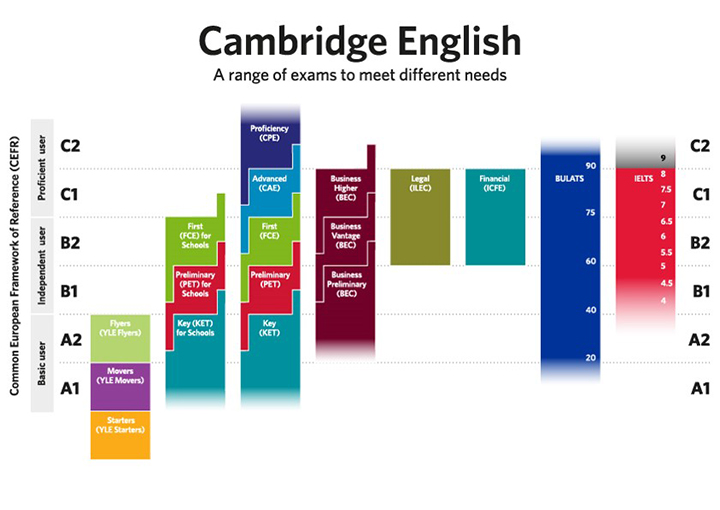 Cambridge English
A range of exams to meet different needs
Common European Framework of Reference (CEFR)
Proficient user
Independent user
Basic user
C2
C1
B2
B1
A2
A1
Flyers
(YLE Flyers)
Movers
(YLE Movers)
Starters
(YLE Starters)
First
(FCE) for
Schools
Preliminary
(PET) for
Schools
Key (KET)
for Schools
Proficiency
(CPE)
Advanced
(CAE)
First
(FCE)
Preliminary
(PET)
Key
(KET)
Business
Higher
(BEC)
Business
Vantage
(BEC)
Business
Preliminary
(BEC)
Legal
(ILEC)
Financial
(ICFE)
BULATS
90
75
60
40
20
IELTS
9
8
7.5
7
6.5
6
5.5
5
4.5
4
C2
C1
B2
B1
A2
A1